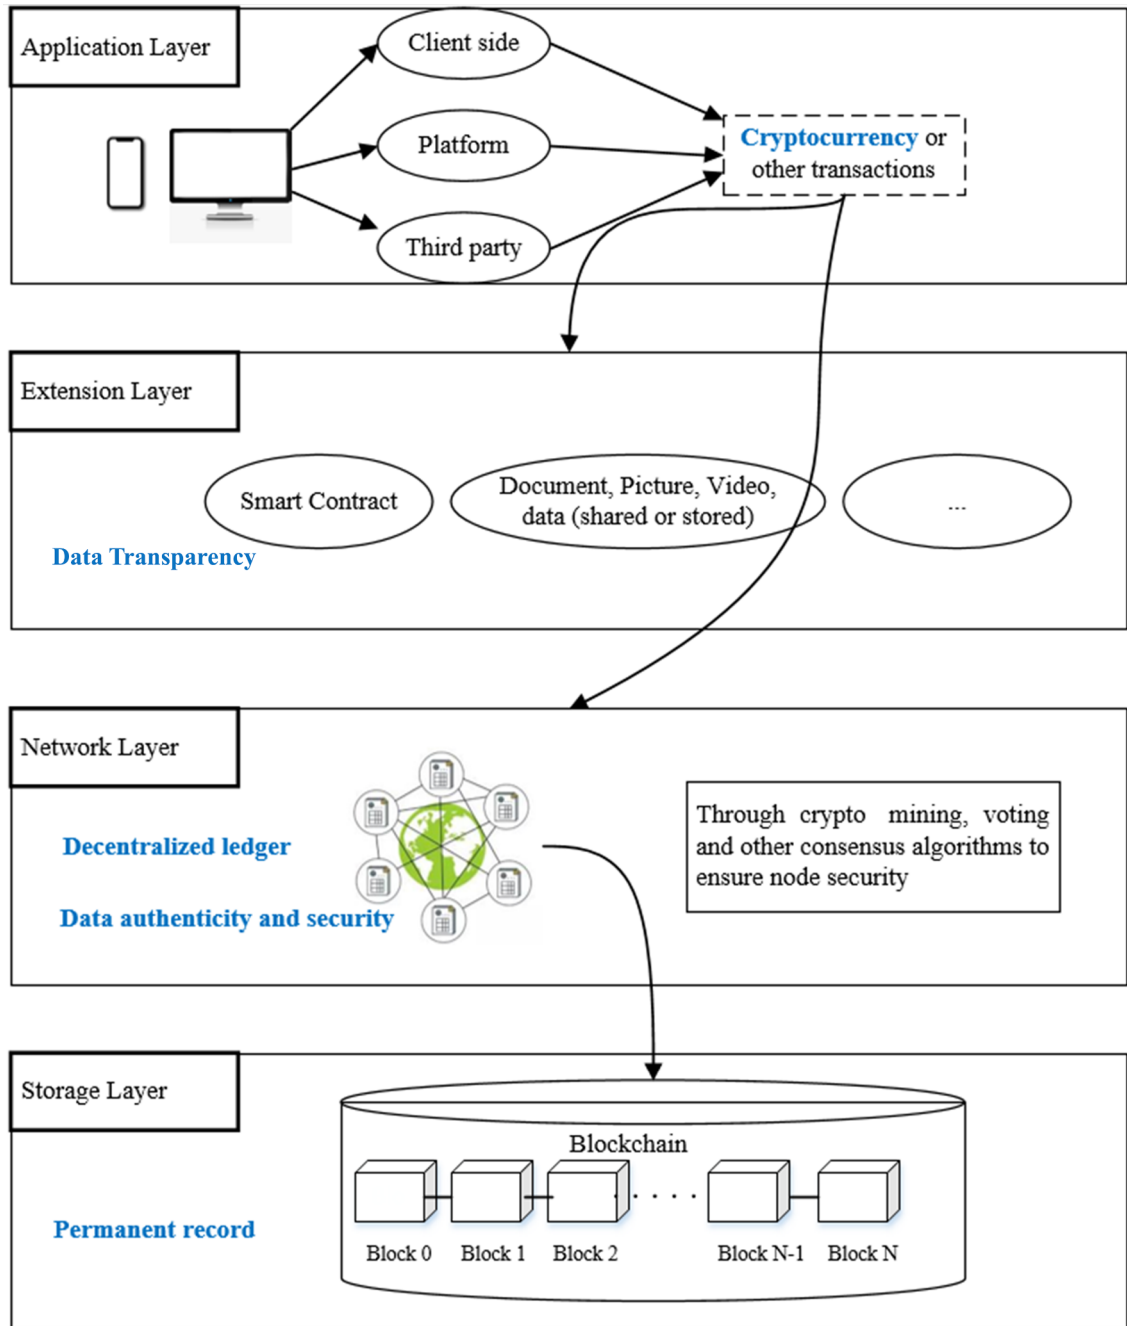 Application Layer
Client side
Platform
Third party
Cryptocurrency or
other transactions
Extension Layer
Smart Contract
Document, Picture, Video,
data (shared or stored)
...
Data Transparency
Network Layer
Decentralized ledger
Data authenticity and security
Through crypto mining, voting
and other consensus algorithms to
ensure node security
Storage Layer
Blockchain
Permanent record
Block 0
Block 1
Block 2
Block N-1
Block N